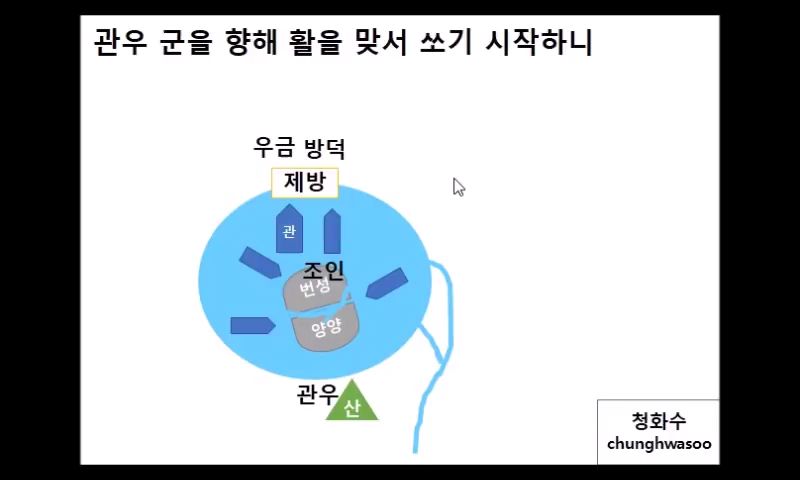 관우 군을 향해 활을 맞서 쏘기 시작하니
우금 방덕
제방
관
조인
번성
양양
관우
산
청화수
chunghwasoo